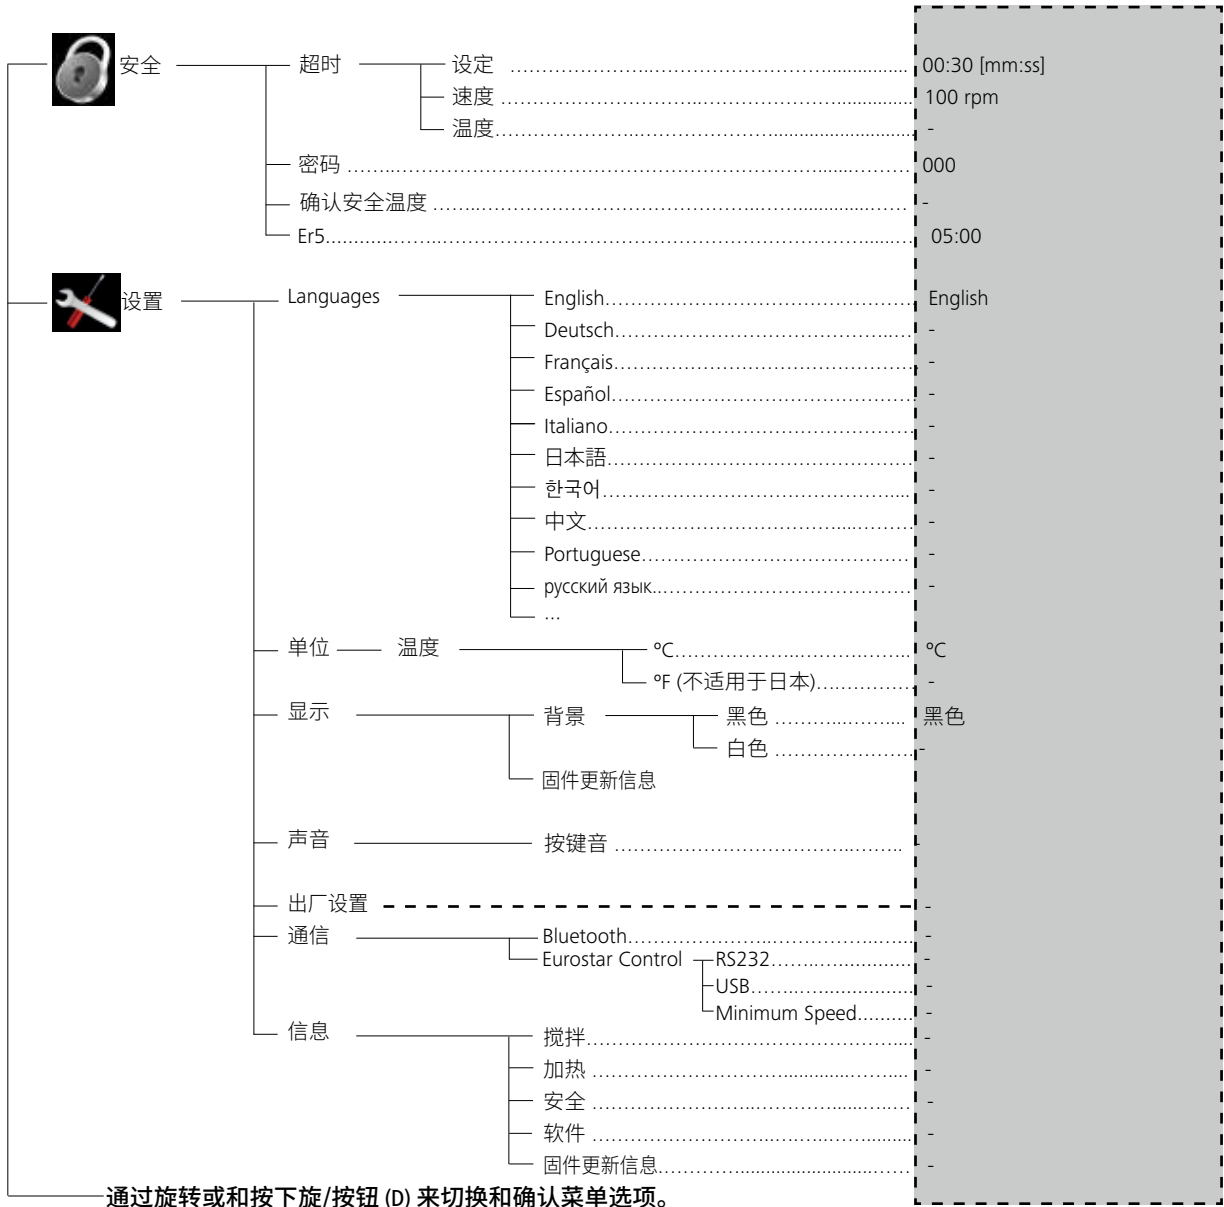 安全 超时 设定 ........ 00:30 [mm:ss]
速度 ........ 100 rpm
温度 ........ -
密码 ........ 000
确认安全温度 ........ -
Er5 ........ 05:00
设置 Languages English ........ English
Deutsch ........ -
Français ........ -
Español ........ -
Italiano ........ -
日本語 ........ -
한국어 ........ -
中文 ........ -
Portuguese ........ -
русский язык ........ -
...
单位 温度 ºC ........ ºC
ºF (不适用于日本) ........ -
显示 背景 黑色 ........ 黑色
白色 ........ -
固件更新信息
声音 按键音 ........ -
出厂设置 -
通信 Bluetooth ........ -
Eurostar Control RS232 ........ -
USB ........ -
Minimum Speed ........ -
信息 搅拌 ........ -
加热 ........ -
安全 ........ -
软件 ........ -
固件更新信息 ........ -
通过旋转或和按下旋/按钮 (D) 来切换和确认菜单选项。